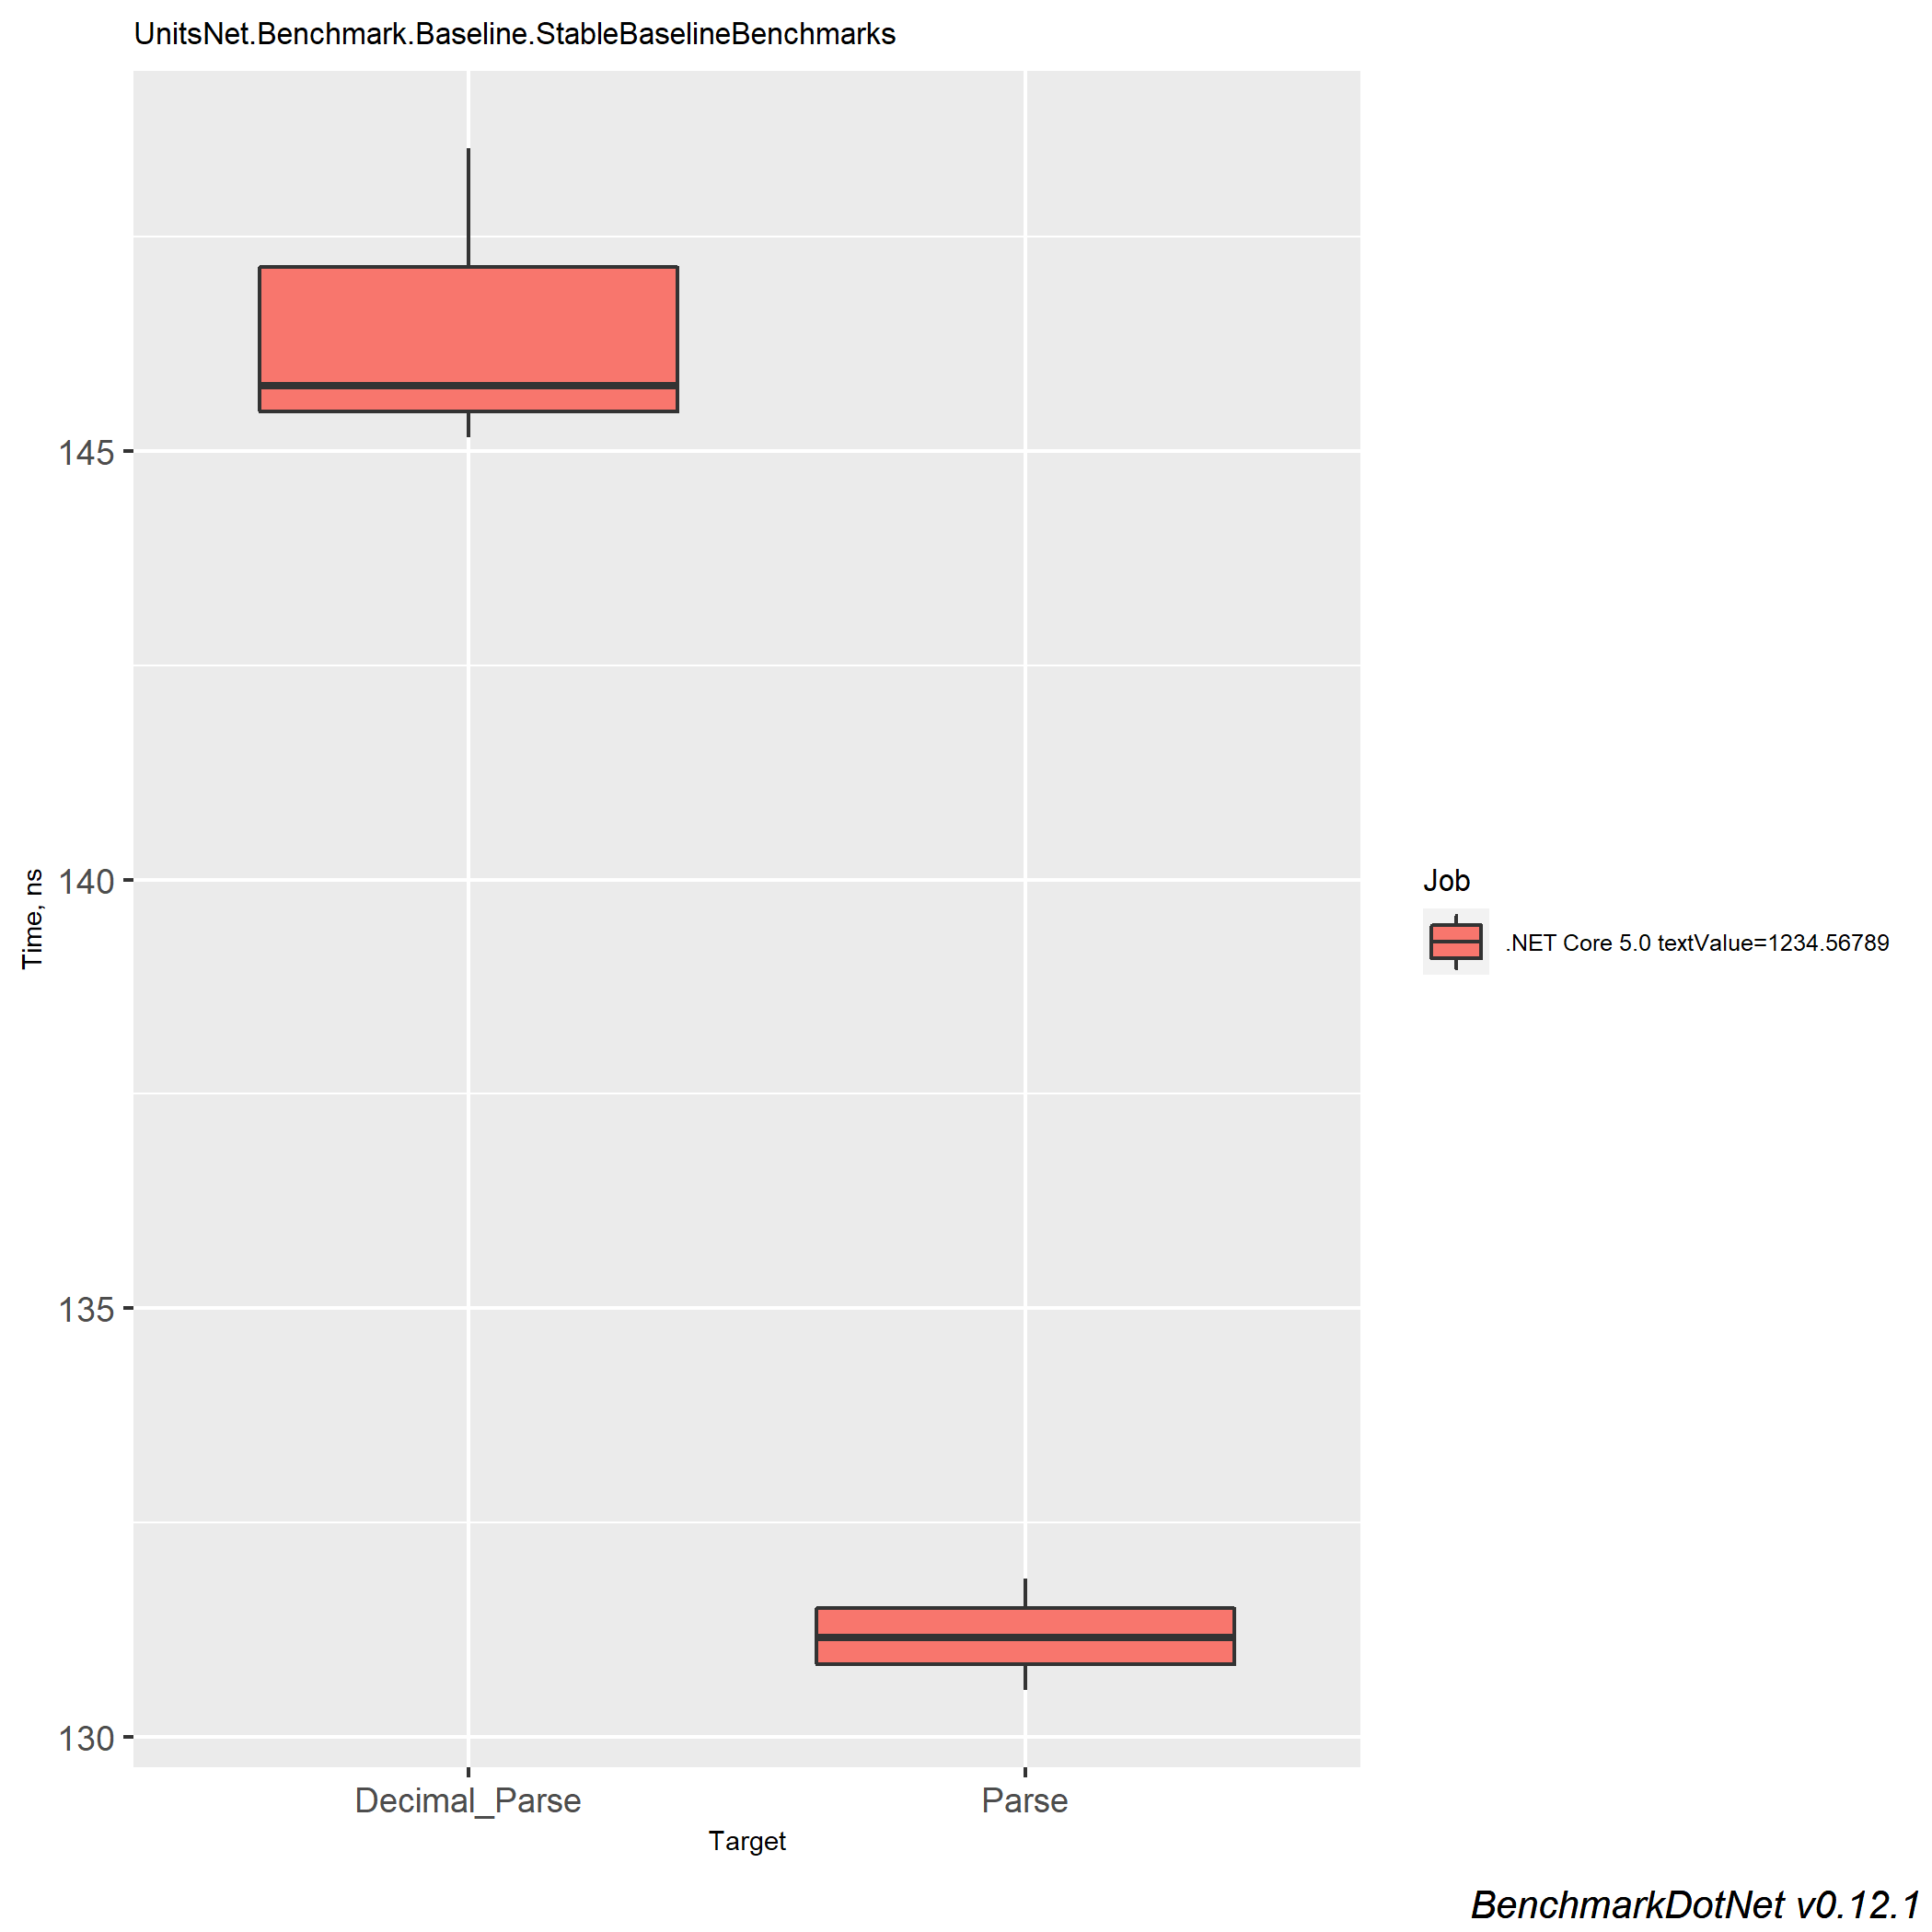 UnitsNet.Benchmark.Baseline.StableBaselineBenchmarks
145
140
135
130
Time, ns
Decimal_Parse Parse
Target
Job
.NET Core 5.0 textValue=1234.56789
BenchmarkDotNet v0.12.1